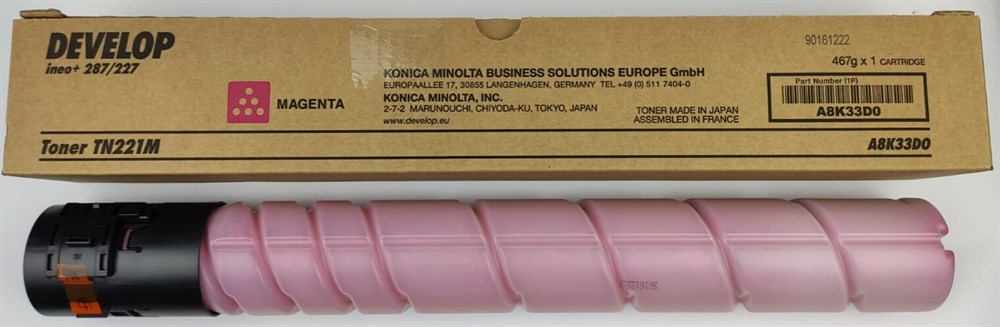 DEVELOP
ineo+ 287/227
MAGENTA
KONICA MINOLTA BUSINESS SOLUTIONS EUROPE GmbH
EUROPAALLEE 17, 30855 LANGENHAGEN, GERMANY TEL +49 (0) 511 7404-0
KONICA MINOLTA, INC.
2-7-2 MARUNOUCHI, CHIYODA-KU, TOKYO, JAPAN
www.develop.eu
TONER MADE IN JAPAN
ASSEMBLED IN FRANCE
90161222
467g x 1 CARTRIDGE
Part Number (1P)
A8K33D0
Toner TN221M
A8K33D0